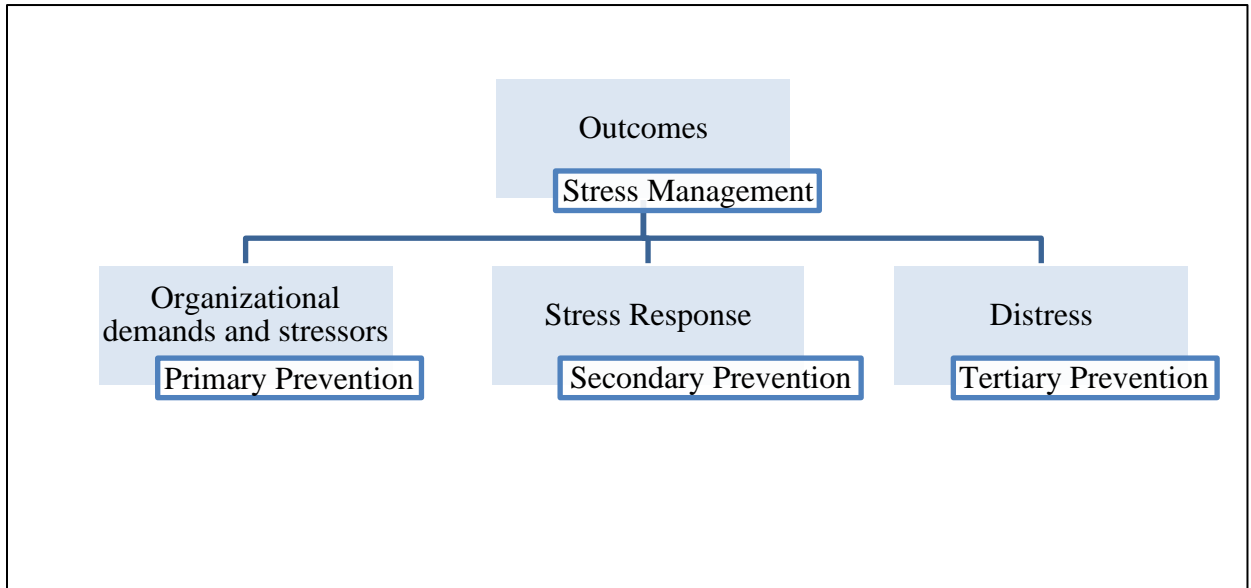 Outcomes
Stress Management
Organizational
demands and stressors
Primary Prevention
Stress Response
Secondary Prevention
Distress
Tertiary Prevention